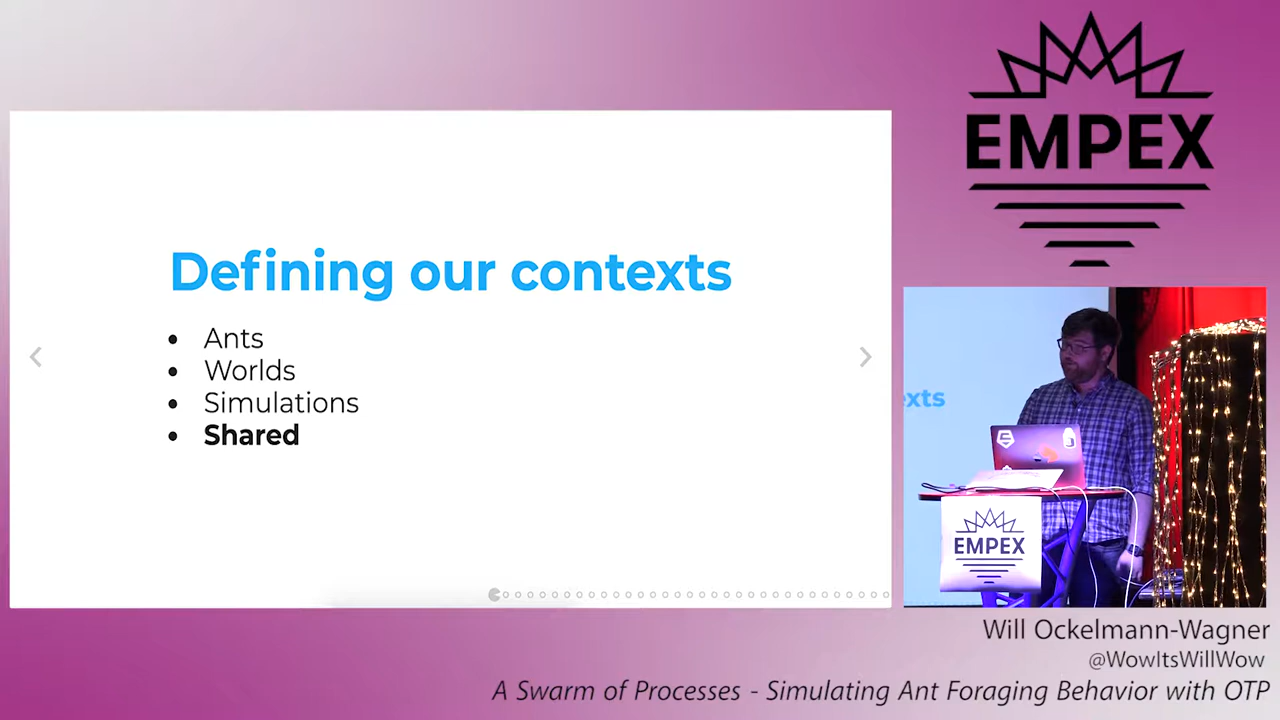 EMPEX
Defining our contexts
Ants
Worlds
Simulations
Shared
exts
EMPEX
Will Ockelmann-Wagner
@WowItsWillWow
A Swarm of Processes - Simulating Ant Foraging Behavior with OTP